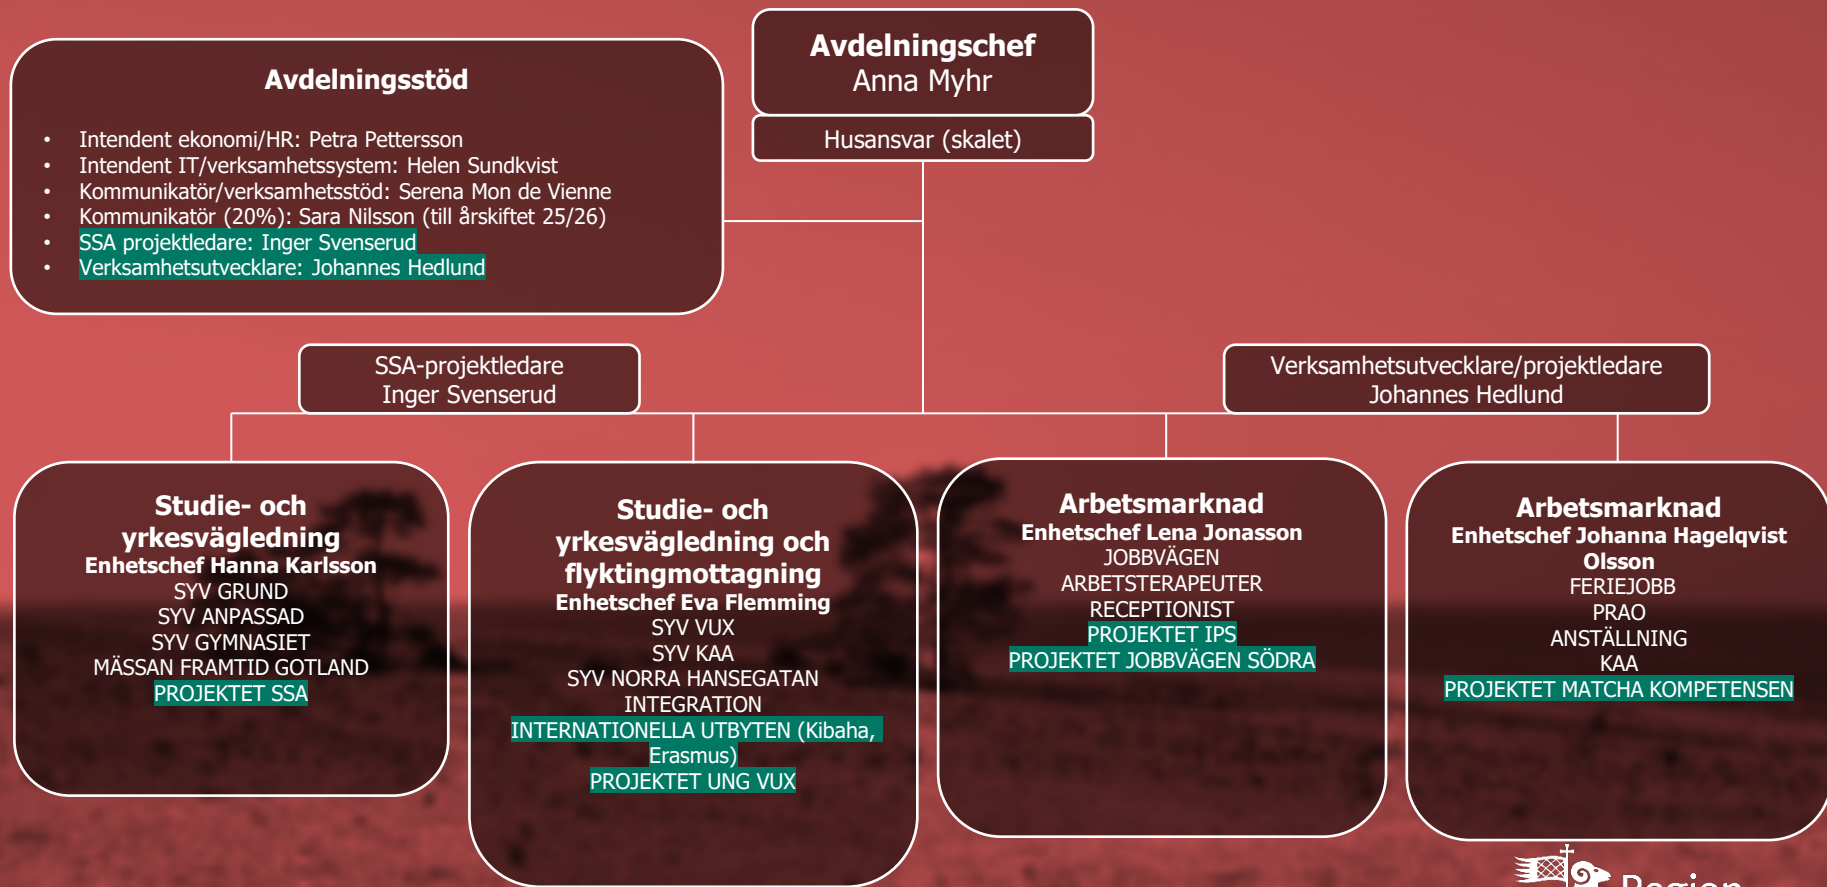 Avdelningschef
Anna Myhr
Husansvar (skalet)
Avdelningsstöd
• Intendent ekonomi/HR: Petra Pettersson
• Intendent IT/verksamhetssystem: Helen Sundkvist
• Kommunikatör/verksamhetsstöd: Serena Mon de Vienne
• Kommunikatör (20%): Sara Nilsson (till årskiftet 25/26)
• SSA projektledare: Inger Svenserud
• Verksamhetsutvecklare: Johannes Hedlund
SSA-projektledare
Inger Svenserud
Verksamhetsutvecklare/projektledare
Johannes Hedlund
Studie- och
yrkesvägledning
Enhetschef Hanna Karlsson
SYV GRUND
SYV ANPASSAD
SYV GYMNASIET
MÄSSAN FRAMTID GOTLAND
PROJEKTET SSA
Studie- och
yrkesvägledning och
flyktingmottagning
Enhetschef Eva Flemming
SYV VUX
SYV KAA
SYV NORRA HANSEGATAN
INTEGRATION
INTERNATIONELLA UTBYTEN (Kibaha,
Erasmus)
PROJEKTET UNG VUX
Arbetsmarknad
Enhetschef Lena Jonasson
JOBBVÄGEN
ARBETSTERAPEUTER
RECEPTIONIST
PROJEKTET IPS
PROJEKTET JOBBVÄGEN SÖDRA
Arbetsmarknad
Enhetschef Johanna Hagelqvist
Olsson
FERIEJOBB
PRAO
ANSTÄLLNING
KAA
PROJEKTET MATCHA KOMPETENSEN
Region